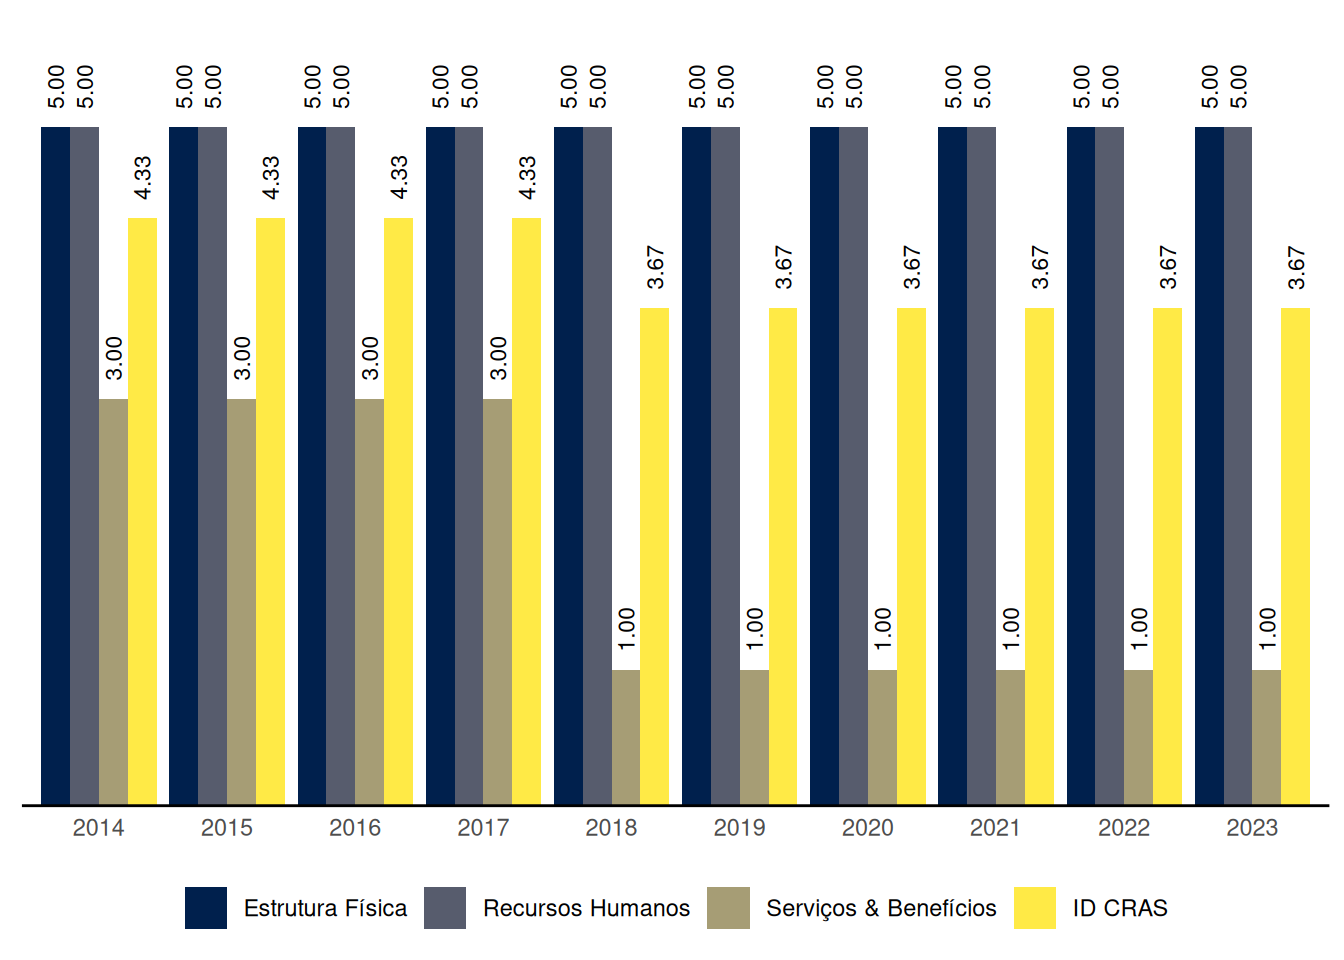 5.00 5.00 5.00 5.00 5.00 5.00 5.00 5.00 5.00 5.00 5.00 5.00 5.00 5.00 5.00 5.00 5.00 5.00 5.00 5.00
4.33 4.33 4.33 4.33
3.67 3.67 3.67 3.67 3.67 3.67
3.00 3.00 3.00 3.00
1.00 1.00 1.00 1.00 1.00 1.00
2014 2015 2016 2017 2018 2019 2020 2021 2022 2023
Estrutura Física Recursos Humanos Serviços & Benefícios ID CRAS